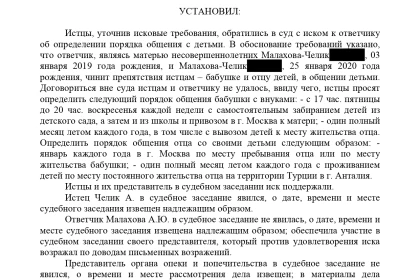 УСТАНОВИЛ:
Истцы, уточнив исковые требования, обратились в суд с иском к ответчику
об определении порядка общения с детьми. В обоснование требований указано,
что ответчик, являясь матерью несовершеннолетних Малахова-Челик, 03
января 2019 года рождения, и Малахова-Челик, 25 января 2020 года
рождения, чинит препятствия истцам – бабушке и отцу детей, в общении детьми.
Договориться вне суда истцам и ответчику не удалось, ввиду чего, истцы просят
определить следующий порядок общения бабушки с внуками: - с 17 час. пятницы
до 20 час. воскресенья каждой недели с самостоятельным забиранием детей из
детского сада, а затем и из школы и привозом в г. Москва к матери; - один полный
месяц летом каждого года, в том числе с вывозом детей к месту жительства отца.
Определить порядок общения отца со своими детьми следующим образом: -
январь каждого года в г. Москва по месту пребывания отца или по месту
жительства бабушки; - один полный месяц летом каждого года с проживанием
детей по месту постоянного жительства отца на территории Турции в г. Анталия.
Истцы и их представитель в судебном заседании иск поддержали.
Истец Челик А. в судебное заседание не явился, о дате, времени и месте
судебного заседания извещен надлежащим образом.
Ответчик Малахова А.Ю. в судебное заседание не явилась, о дате, времени и
месте судебного заседания извещена надлежащим образом; обеспечила участие в
судебном заседании своего представителя, который против удовлетворения иска
возражал по доводам письменных возражений.
Представитель органа опеки и попечительства в судебное заседание не
явился, о времени и месте рассмотрения дела извещен; в материалы дела